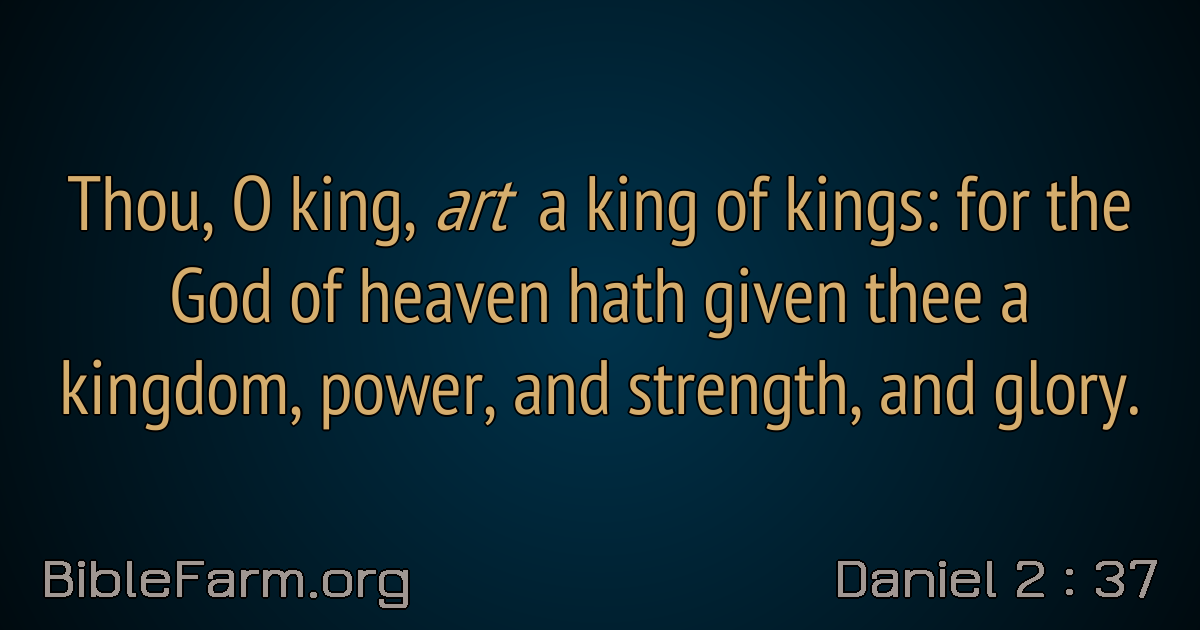 Thou, O king, art a king of kings: for the
God of heaven hath given thee a
kingdom, power, and strength, and glory.
BibleFarm.org
Daniel 2 : 37